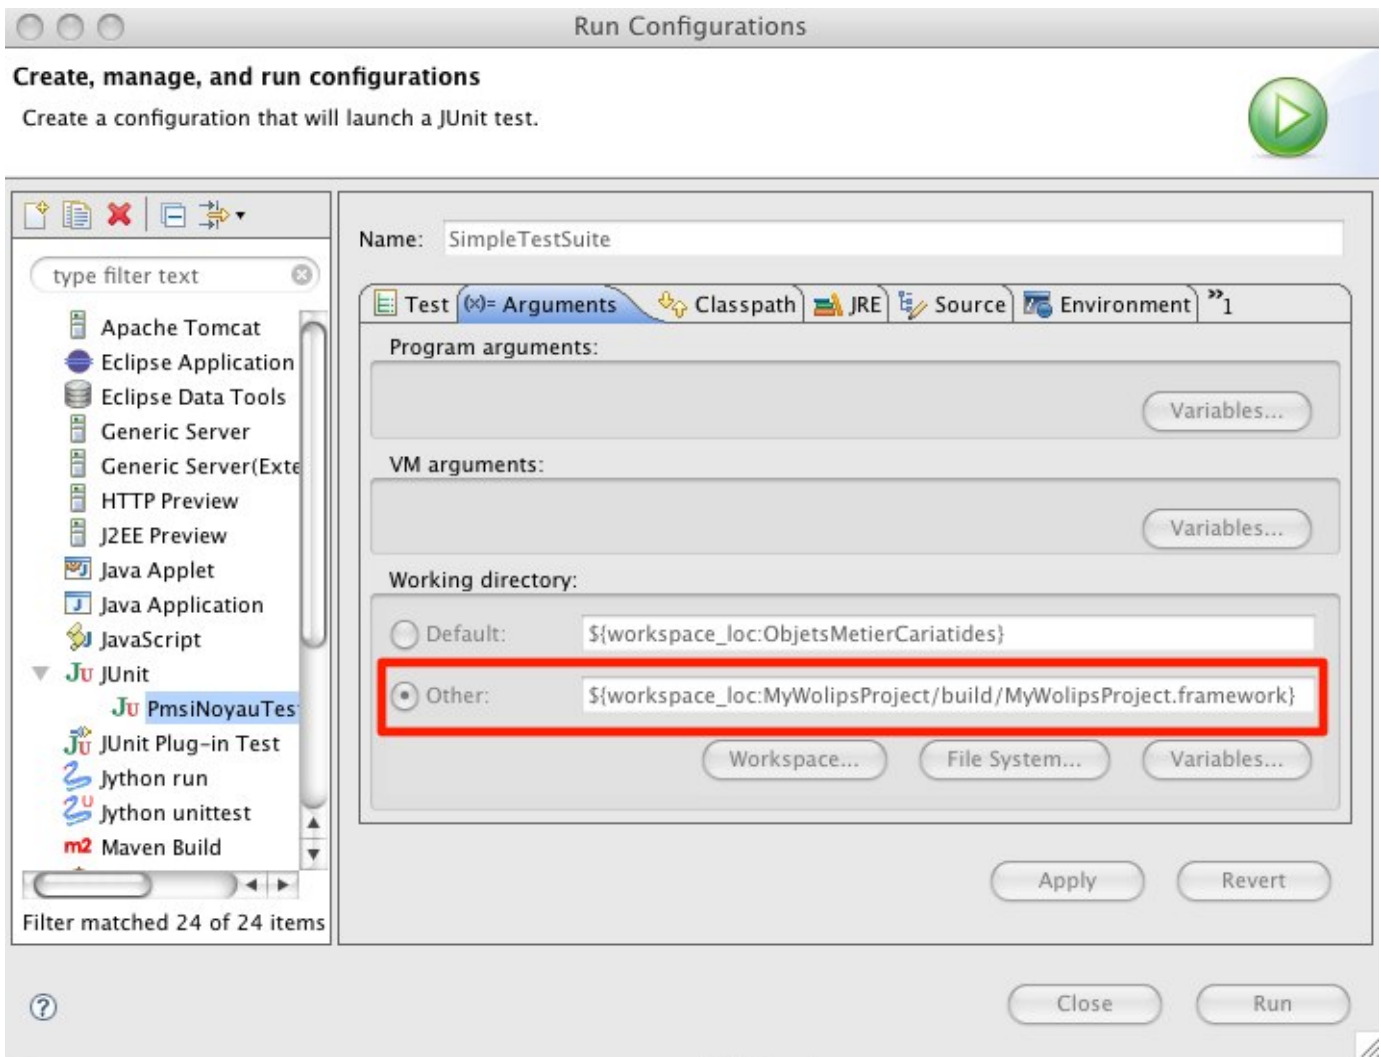 Run Configurations
Create, manage, and run configurations
Create a configuration that will launch a JUnit test.
type filter text
Apache Tomcat
Eclipse Application
Eclipse Data Tools
Generic Server
Generic Server(Exte
HTTP Preview
J2EE Preview
Java Applet
Java Application
JavaScript
JU JUnit
JU PmsiNoyauTes
JU JUnit Plug-in Test
Jython run
Jython unittest
m2 Maven Build
Filter matched 24 of 24 items
Name: SimpleTestSuite
Test (x)= Arguments Classpath JRE Source Environment »1
Program arguments:
Variables...
VM arguments:
Variables...
Working directory:
Default: ${workspace_loc:ObjetsMetierCariatides}
Other: ${workspace_loc:MyWolipsProject/build/MyWolipsProject.framework}
Workspace... File System... Variables...
Apply Revert
? Close Run